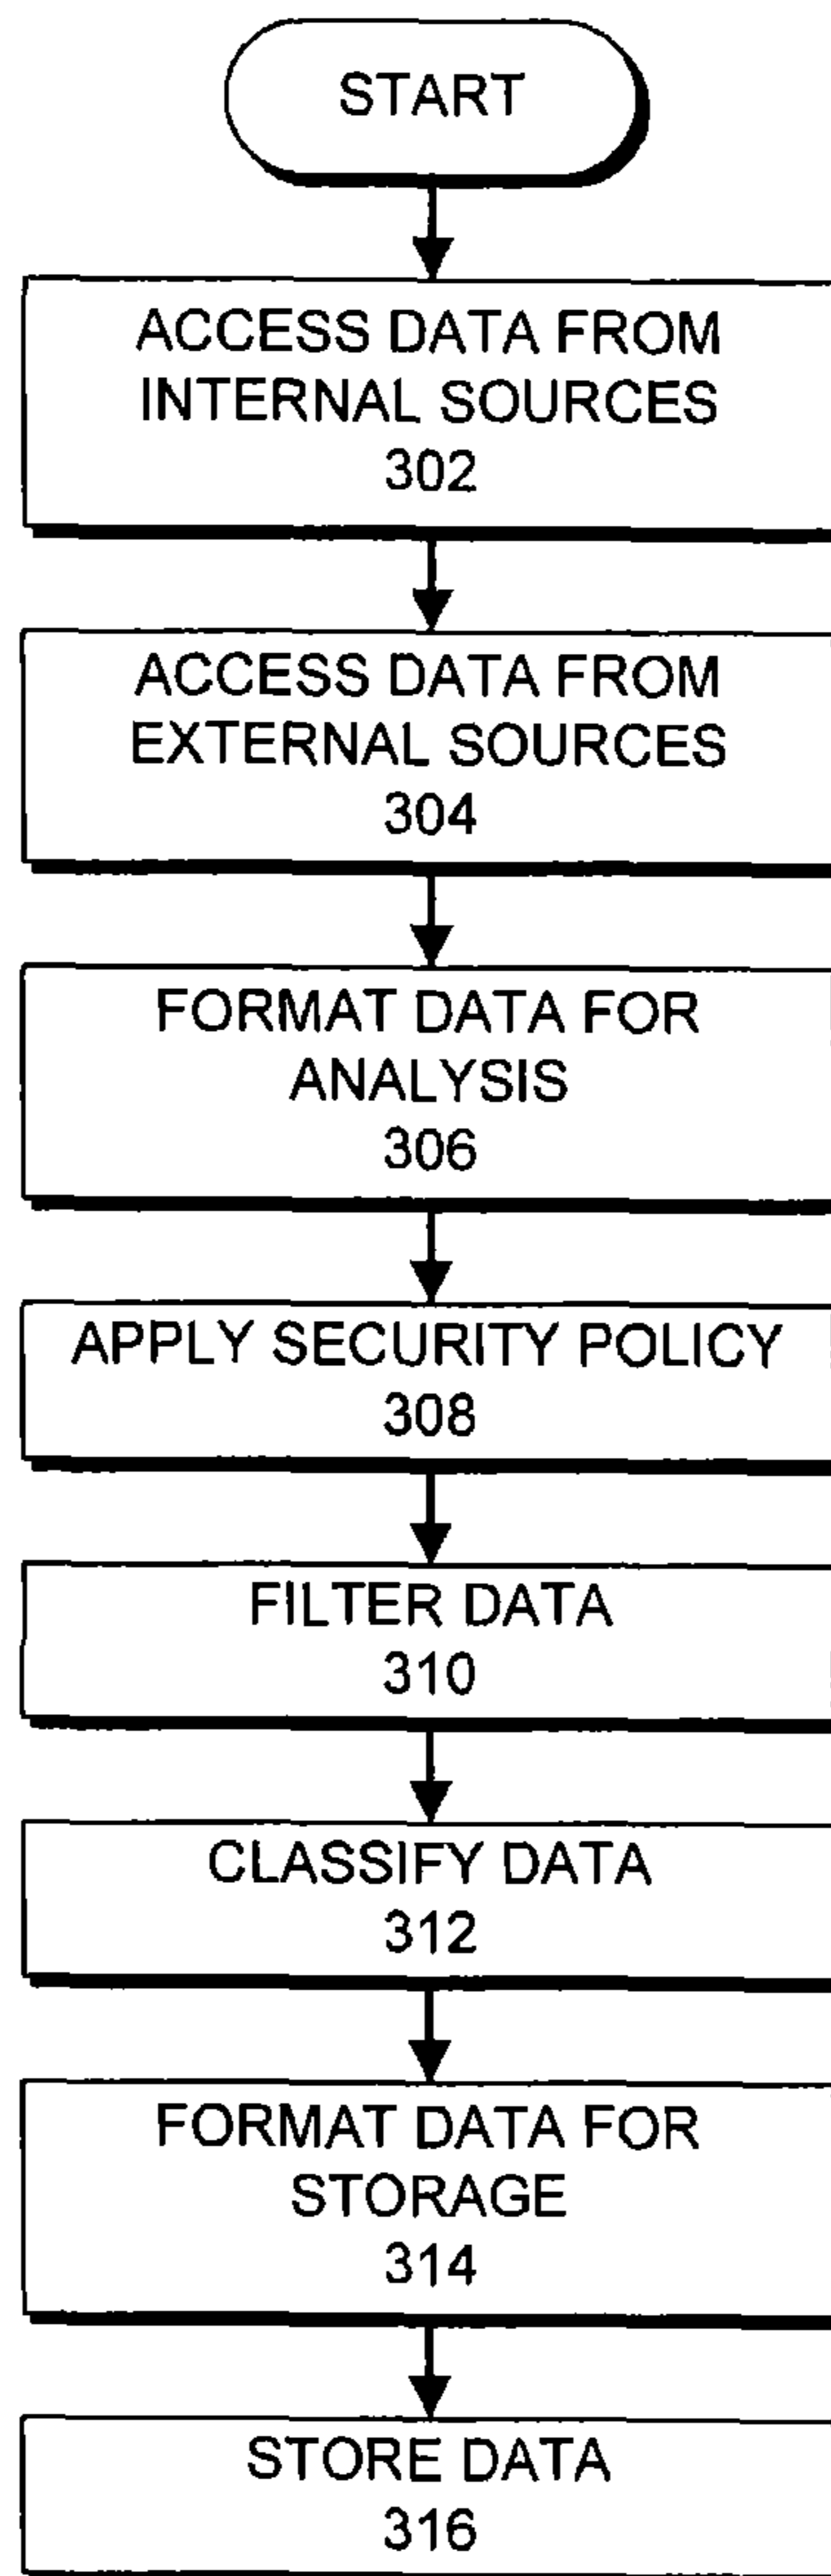 START
ACCESS DATA FROM
INTERNAL SOURCES
302
ACCESS DATA FROM
EXTERNAL SOURCES
304
FORMAT DATA FOR
ANALYSIS
306
APPLY SECURITY POLICY
308
FILTER DATA
310
CLASSIFY DATA
312
FORMAT DATA FOR
STORAGE
314
STORE DATA
316